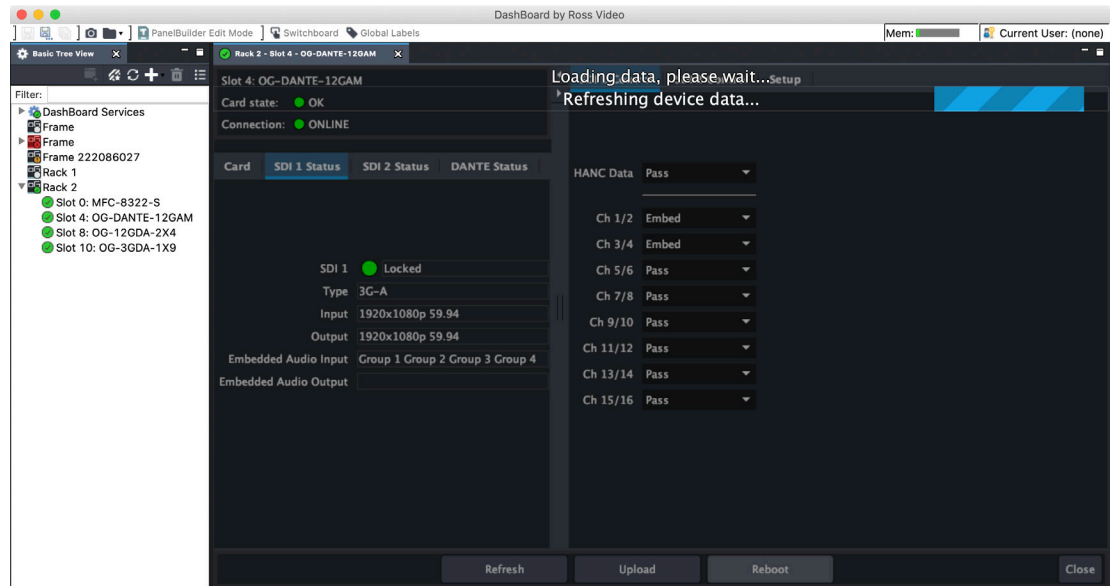 DashBoard by Ross Video
PanelBuilder Edit Mode
Switchboard
Global Labels
Mem:
Current User: (none)
Basic Tree View
Rack 2 - Slot 4 - OG-DANTE-12GAM
Filter:
DashBoard Services
Frame
Frame
Frame 222086027
Rack 1
Rack 2
Slot 0: MFC-8322-S
Slot 4: OG-DANTE-12GAM
Slot 8: OG-12GDA-2X4
Slot 10: OG-3GDA-1X9
Slot 4: OG-DANTE-12GAM
Card state: OK
Connection: ONLINE
Loading data, please wait...
Setup
Refreshing device data...
Card
SDI 1 Status
SDI 2 Status
DANTE Status
SDI 1 Locked
Type 3G-A
Input 1920x1080p 59.94
Output 1920x1080p 59.94
Embedded Audio Input Group 1 Group 2 Group 3 Group 4
Embedded Audio Output
HANC Data Pass
Ch 1/2 Embed
Ch 3/4 Embed
Ch 5/6 Pass
Ch 7/8 Pass
Ch 9/10 Pass
Ch 11/12 Pass
Ch 13/14 Pass
Ch 15/16 Pass
Refresh
Upload
Reboot
Close